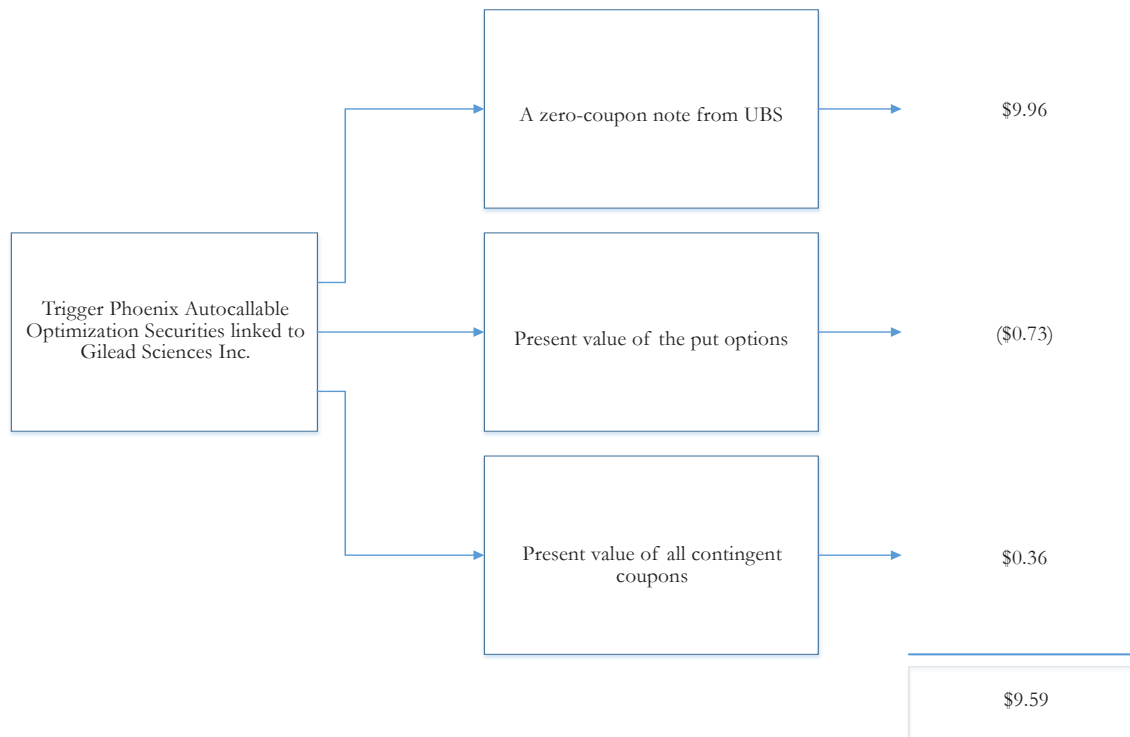 A zero-coupon note from UBS
$9.96
Trigger Phoenix Autocallable
Optimization Securities linked to
Gilead Sciences Inc.
Present value of the put options
($0.73)
Present value of all contingent
coupons
$0.36
$9.59